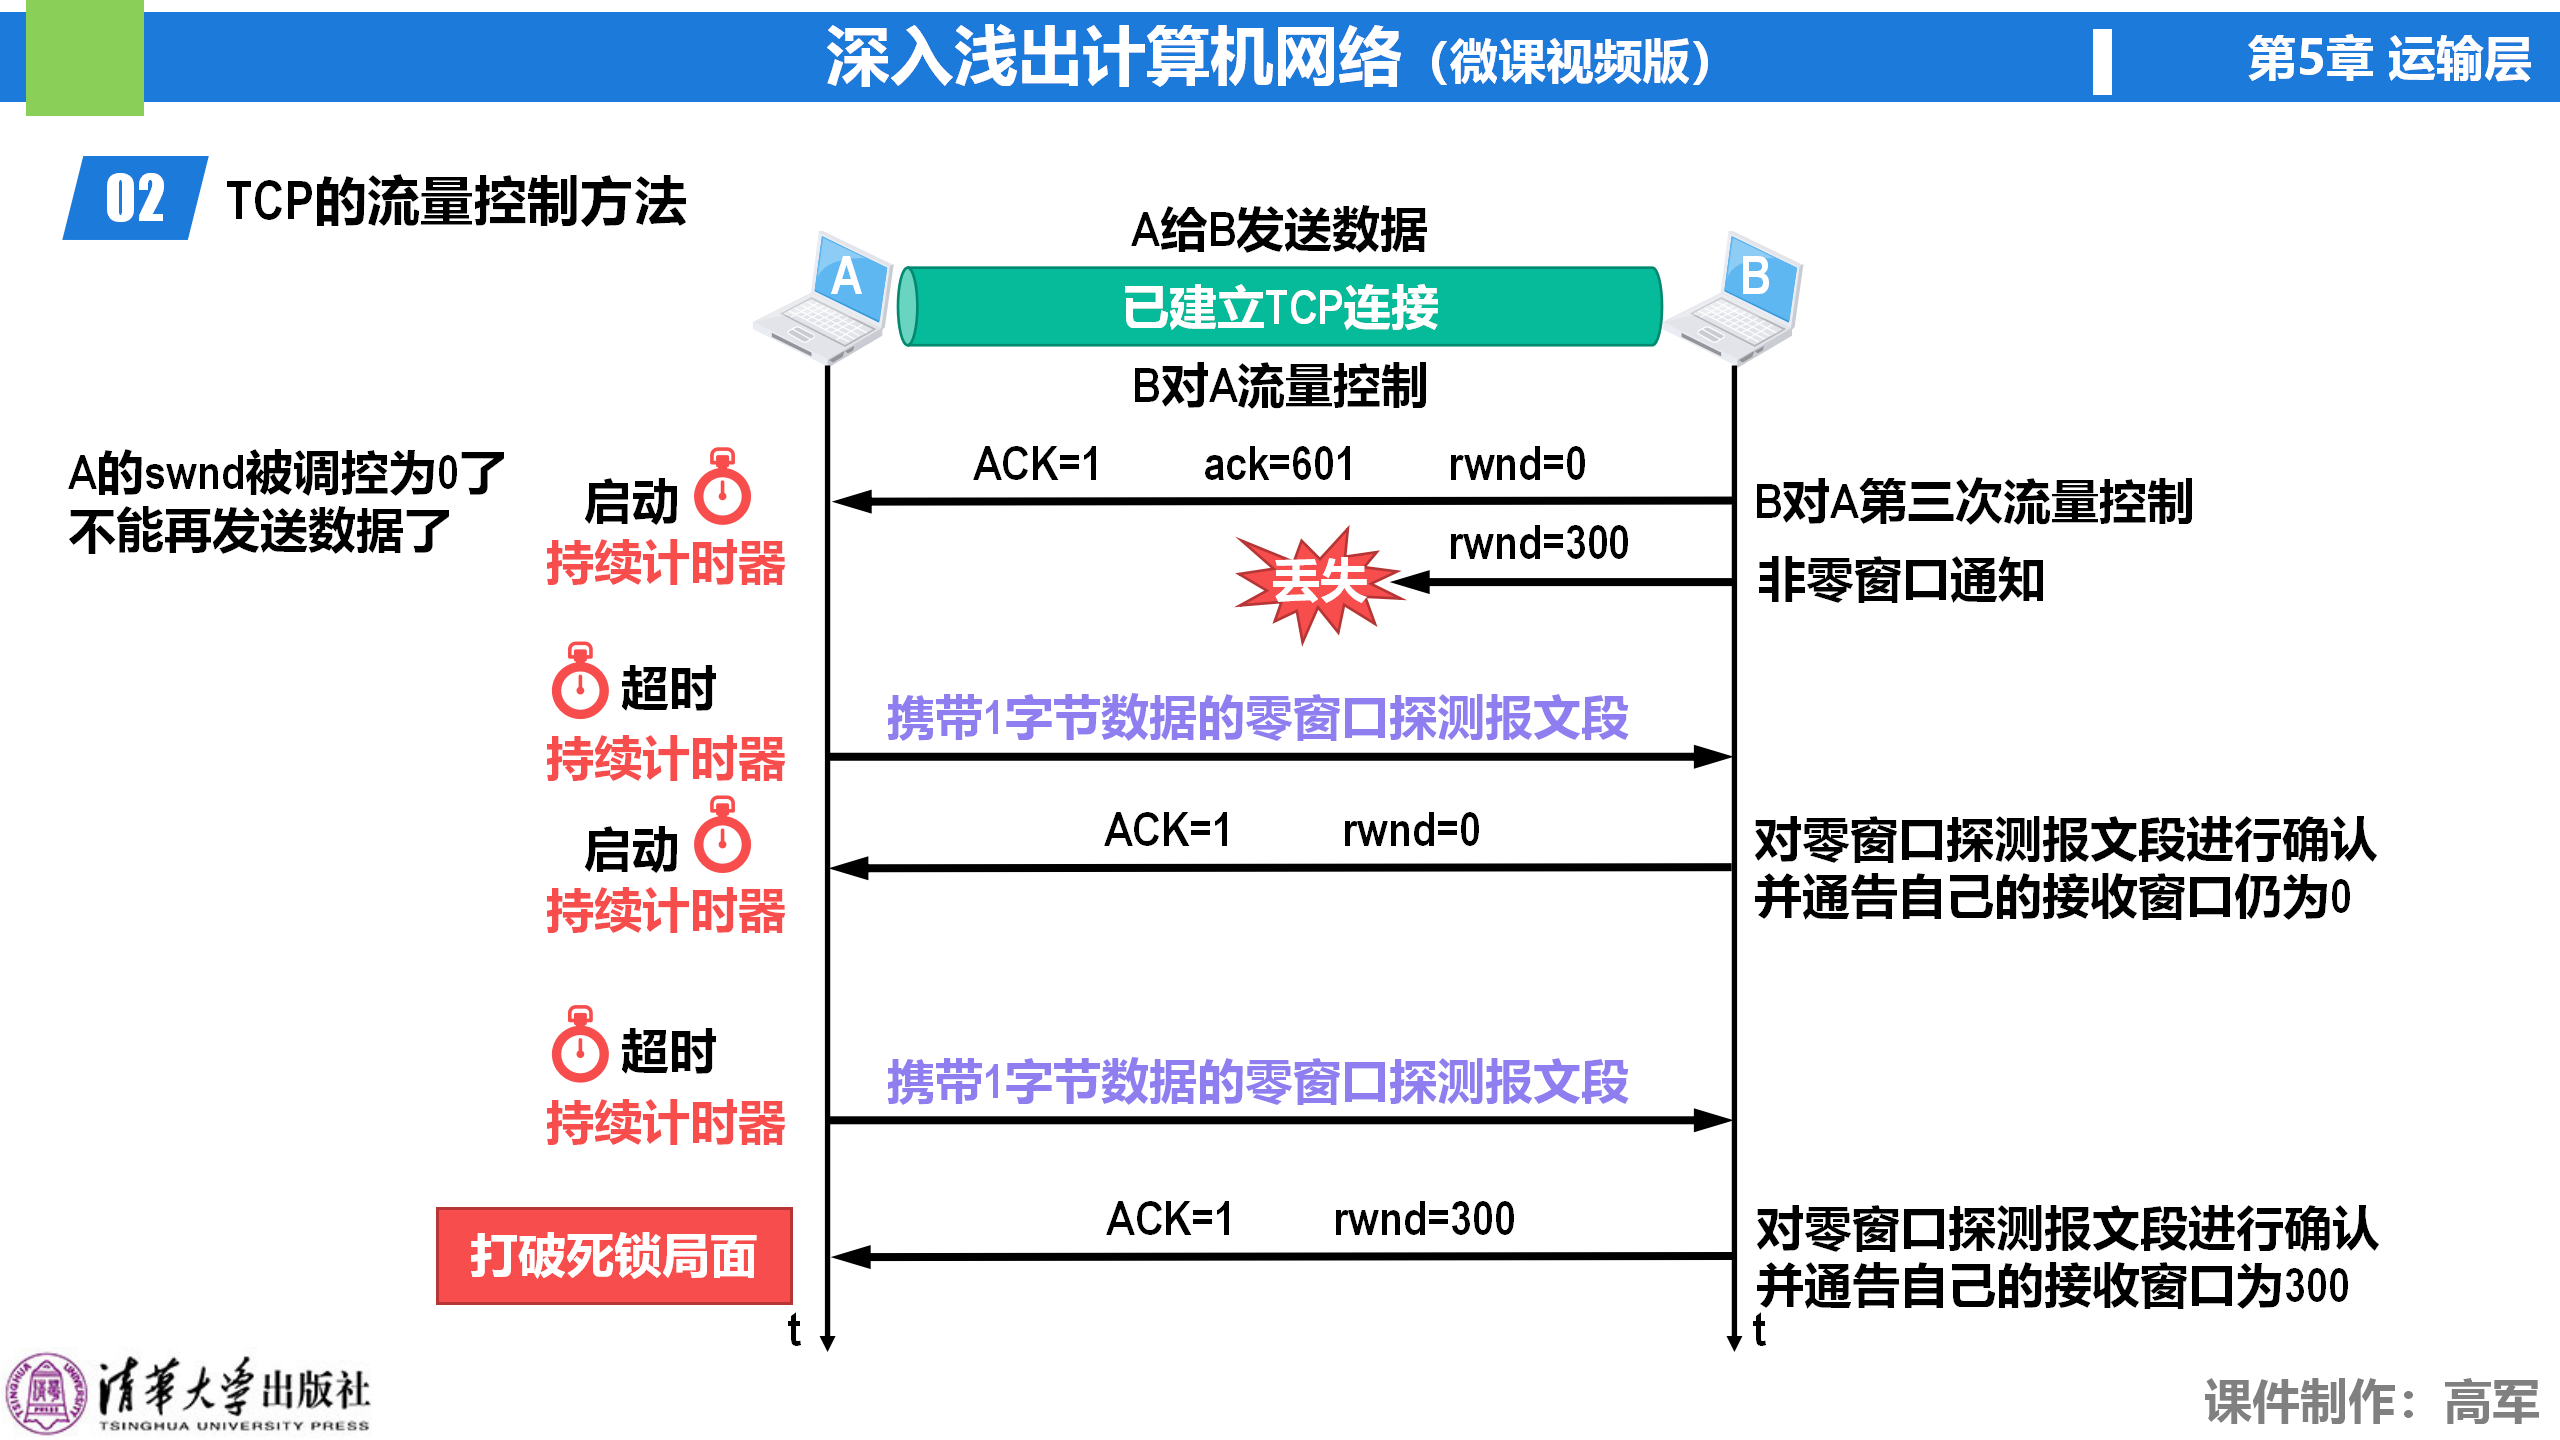 深入浅出计算机网络（微课视频版）
第5章 运输层
02 TCP的流量控制方法
A给B发送数据
A
已建立TCP连接
B
B对A流量控制
A的swnd被调控为0了
不能再发送数据了
启动
持续计时器
ACK=1 ack=601 rwnd=0
B对A第三次流量控制
rwnd=300
丢失
非零窗口通知
超时
持续计时器
携带1字节数据的零窗口探测报文段
启动
持续计时器
ACK=1 rwnd=0
对零窗口探测报文段进行确认
并通告自己的接收窗口仍为0
超时
持续计时器
携带1字节数据的零窗口探测报文段
打破死锁局面
ACK=1 rwnd=300
对零窗口探测报文段进行确认
并通告自己的接收窗口为300
t
t
清华大学出版社
TSINGHUA UNIVERSITY PRESS
课件制作：高军